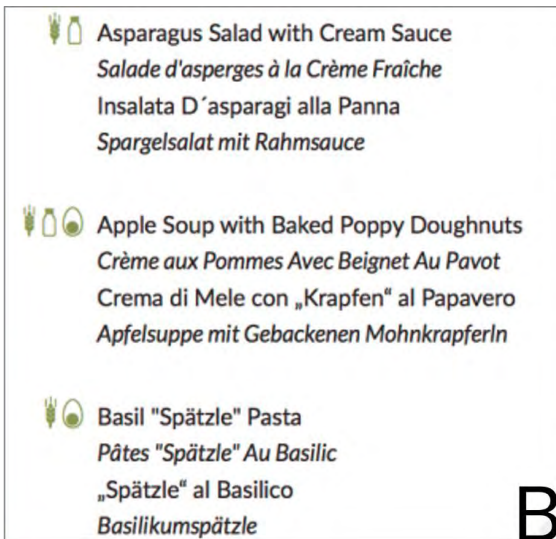 Asparagus Salad with Cream Sauce
Salade d'asperges à la Crème Fraîche
Insalata D´asparagi alla Panna
Spargelsalat mit Rahmsauce
Apple Soup with Baked Poppy Doughnuts
Crème aux Pommes Avec Beignet Au Pavot
Crema di Mele con „Krapfen“ al Papavero
Apfelsuppe mit Gebackenen Mohnkrapferln
Basil "Spätzle" Pasta
Pâtes "Spätzle" Au Basilic
„Spätzle“ al Basilico
Basilikumspätzle
B